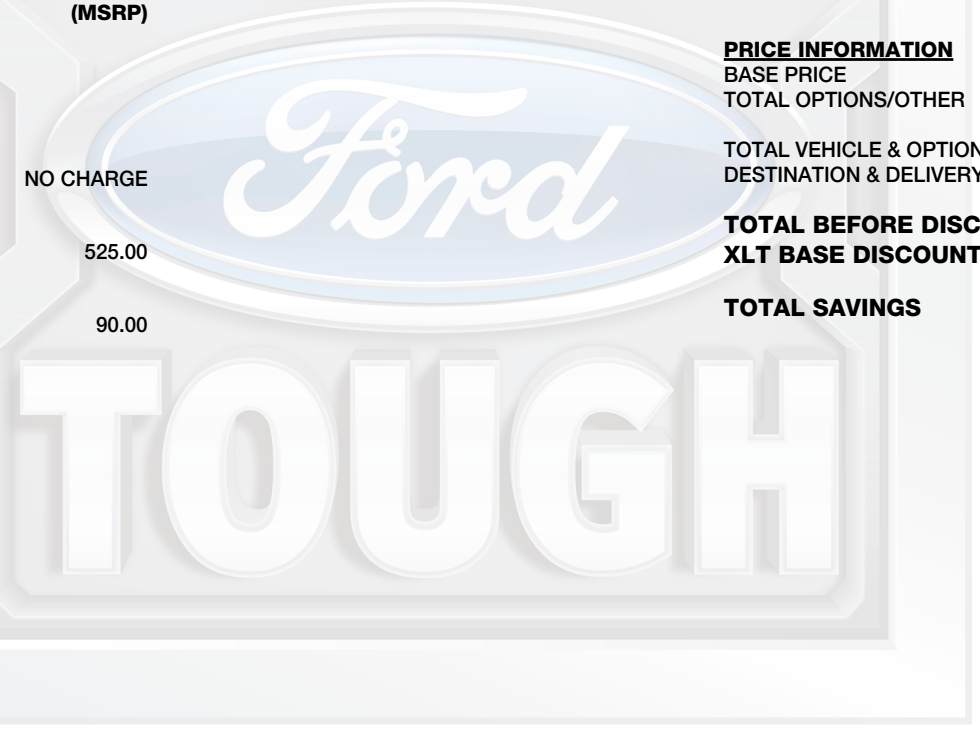 (MSRP)
NO CHARGE
525.00
90.00
PRICE INFORMATION
BASE PRICE
TOTAL OPTIONS/OTHER
TOTAL VEHICLE & OPTION
DESTINATION & DELIVERY
TOTAL BEFORE DISC
XLT BASE DISCOUNT
TOTAL SAVINGS
Ford
TOUGH